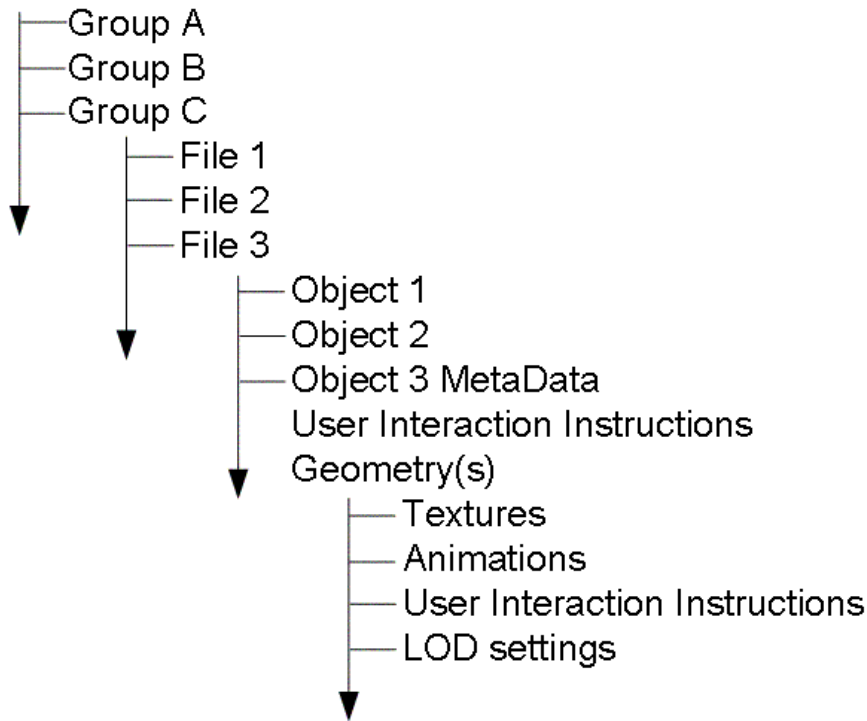 Group A
Group B
Group C
File 1
File 2
File 3
Object 1
Object 2
Object 3 MetaData
User Interaction Instructions
Geometry(s)
Textures
Animations
User Interaction Instructions
LOD settings